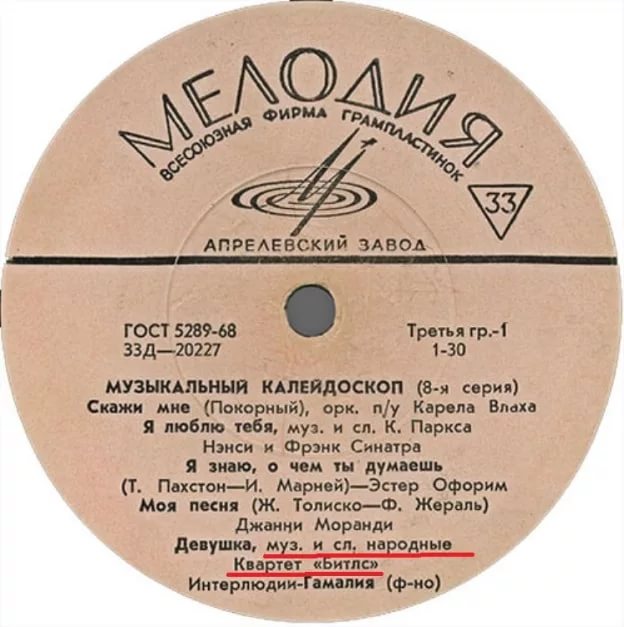 МЕЛОДИЯ
ВСЕСОЮЗНАЯ ФИРМА ГРАМПЛАСТИНОК
33
АПРЕЛЕВСКИЙ ЗАВОД
ГОСТ 5289-68
Третья гр.-1
33Д—20227
1-30
МУЗЫКАЛЬНЫЙ КАЛЕЙДОСКОП (8-я серия)
Скажи мне (Покорный), орк. п/у Карела Влаха
Я люблю тебя, муз. и сл. К. Паркса
Нэнси и Фрэнк Синатра
Я знаю, о чем ты думаешь
(Т. Пахстон—И. Марней)—Эстер Офорим
Моя песня (Ж. Толиско—Ф. Жераль)
Джанни Моранди
Девушка, муз. и сл. народные
Квартет «Битлс»
Интерлюдии-Гамалия (ф-но)